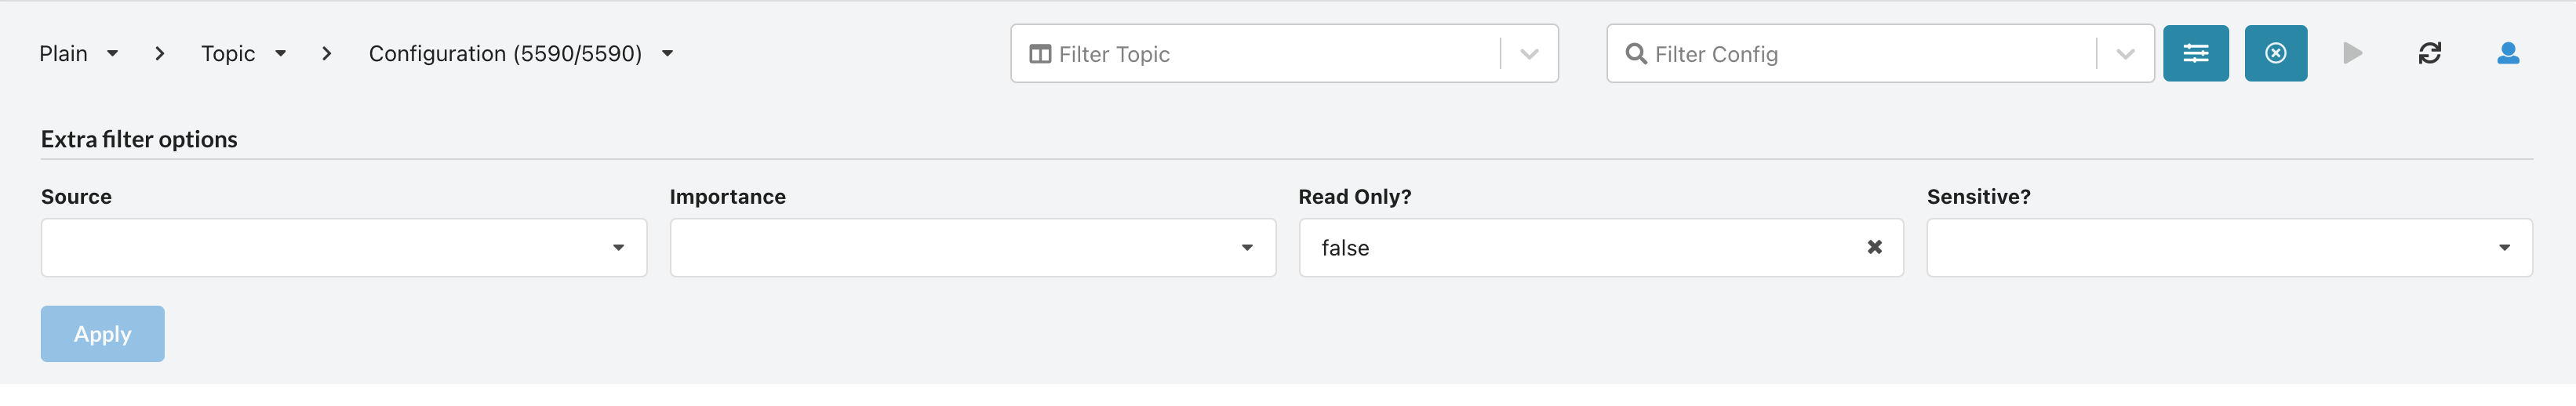 Plain Topic Configuration (5590/5590) Filter Topic Filter Config
Extra filter options
Source Importance Read Only? Sensitive?
false
Apply